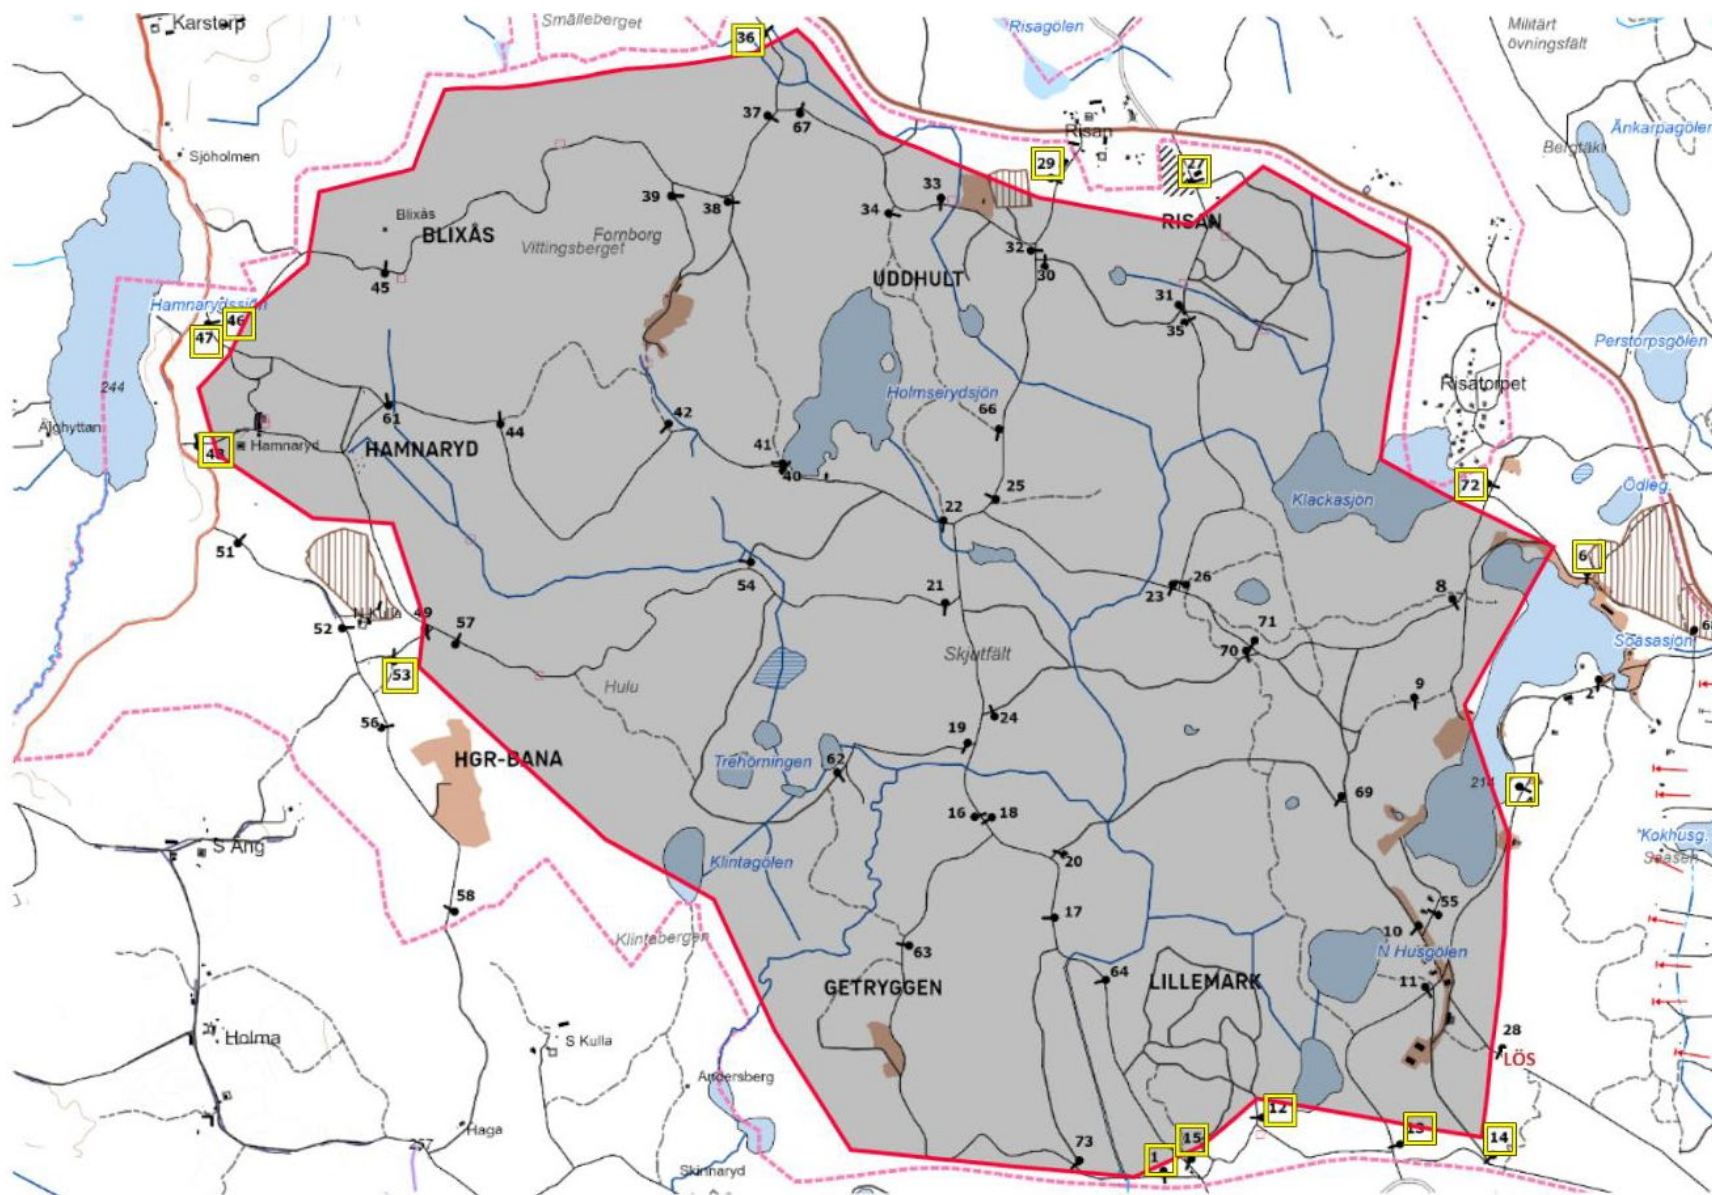 Karstorp
Smålleberget
36
Risagölen
Militärt
övningsfält
37
67
Risan
Änkarpagölen
Bergtäkt
Sjöholmen
29
27
39
38
33
34
Blixås
BLIXÅS
Fornborg
Vittingsberget
RISAN
32
30
UDDHULT
45
31
35
Hamnarydssjön
46
47
Perstorpsgölen
244
Holmserydsjön
Risatorpet
61
42
66
44
Älghyttan
48
Hamnaryd
HAMNARYD
41
40
72
Ödleg.
25
Klackasjön
22
51
6
54
21
26
23
8
N Kulla
49
52
57
71
70
Skjutfält
Soasasjön
53
Hulu
2
9
56
24
19
HGR-BANA
Trehörningen
62
214
69
16
18
S Äng
Klintagölen
20
"Kokhusg.
58
17
55
10
Klintabergen
63
N Husgölen
64
11
GETRYGGEN
LILLEMARK
28
LÖS
Holma
S Kulla
Andersberg
12
13
14
15
1
73
Haga
257
Skinnaryd